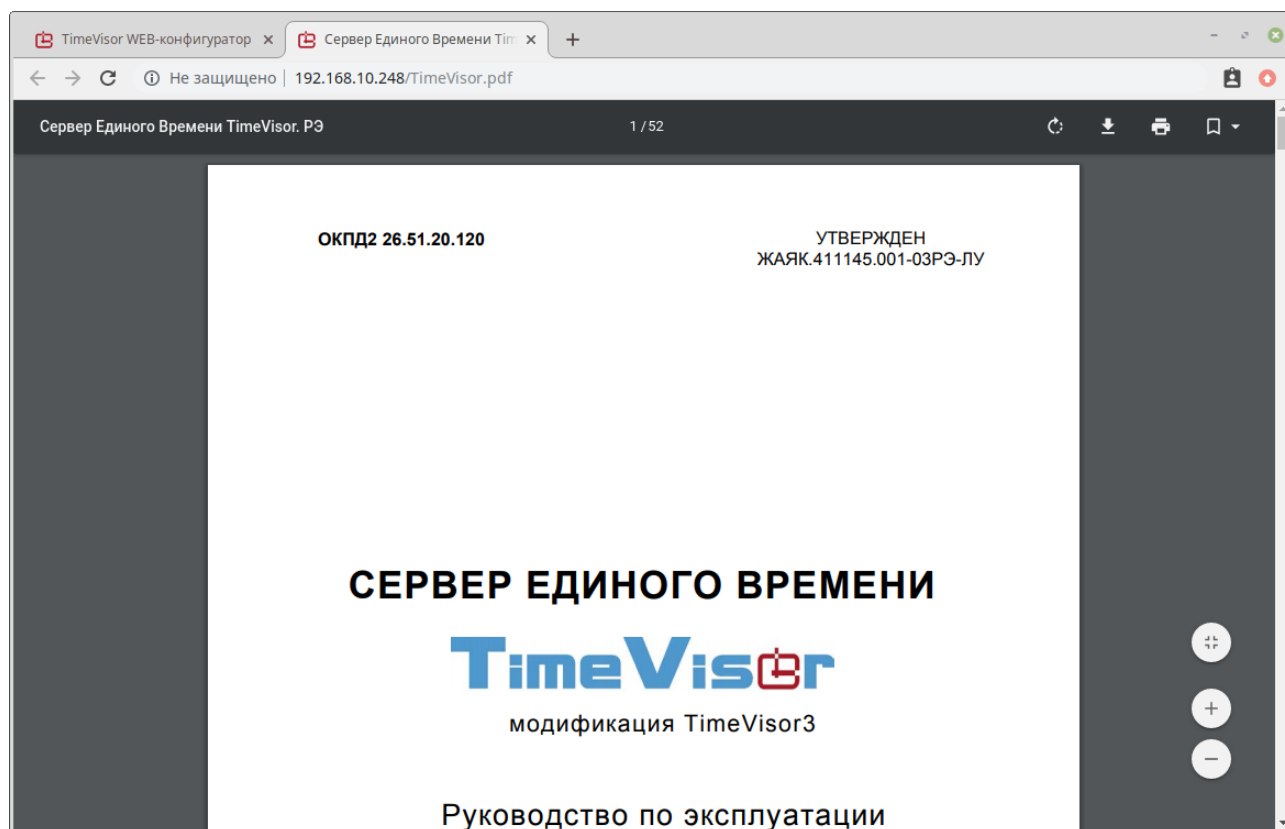 TimeVisor WEB-конфигуратор
Сервер Единого Времени Tim
Не защищено | 192.168.10.248/TimeVisor.pdf
Сервер Единого Времени TimeVisor. РЭ 1 / 52
ОКПД2 26.51.20.120
УТВЕРЖДЕН
ЖАЯК.411145.001-03РЭ-ЛУ
СЕРВЕР ЕДИНОГО ВРЕМЕНИ
TimeVisor
модификация TimeVisor3
Руководство по эксплуатации